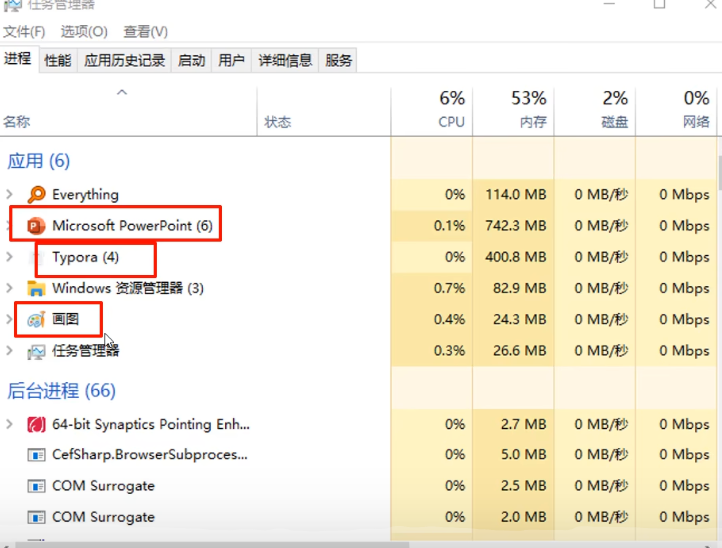 任务管理器
文件(F) 选项(O) 查看(V)
进程 性能 应用历史记录 启动 用户 详细信息 服务
6% 53% 2% 0%
名称 状态 CPU 内存 磁盘 网络
应用 (6)
Everything 0% 114.0 MB 0 MB/秒 0 Mbps
Microsoft PowerPoint (6) 0.1% 742.3 MB 0 MB/秒 0 Mbps
Typora (4) 0% 400.8 MB 0 MB/秒 0 Mbps
Windows 资源管理器 (3) 0.7% 82.9 MB 0 MB/秒 0 Mbps
画图 0.4% 24.3 MB 0 MB/秒 0 Mbps
任务管理器 0.3% 26.6 MB 0 MB/秒 0 Mbps
后台进程 (66)
64-bit Synaptics Pointing Enh... 0% 2.7 MB 0 MB/秒 0 Mbps
CefSharp.BrowserSubproces... 0% 5.0 MB 0 MB/秒 0 Mbps
COM Surrogate 0% 2.5 MB 0 MB/秒 0 Mbps
COM Surrogate 0% 2.0 MB 0 MB/秒 0 Mbps